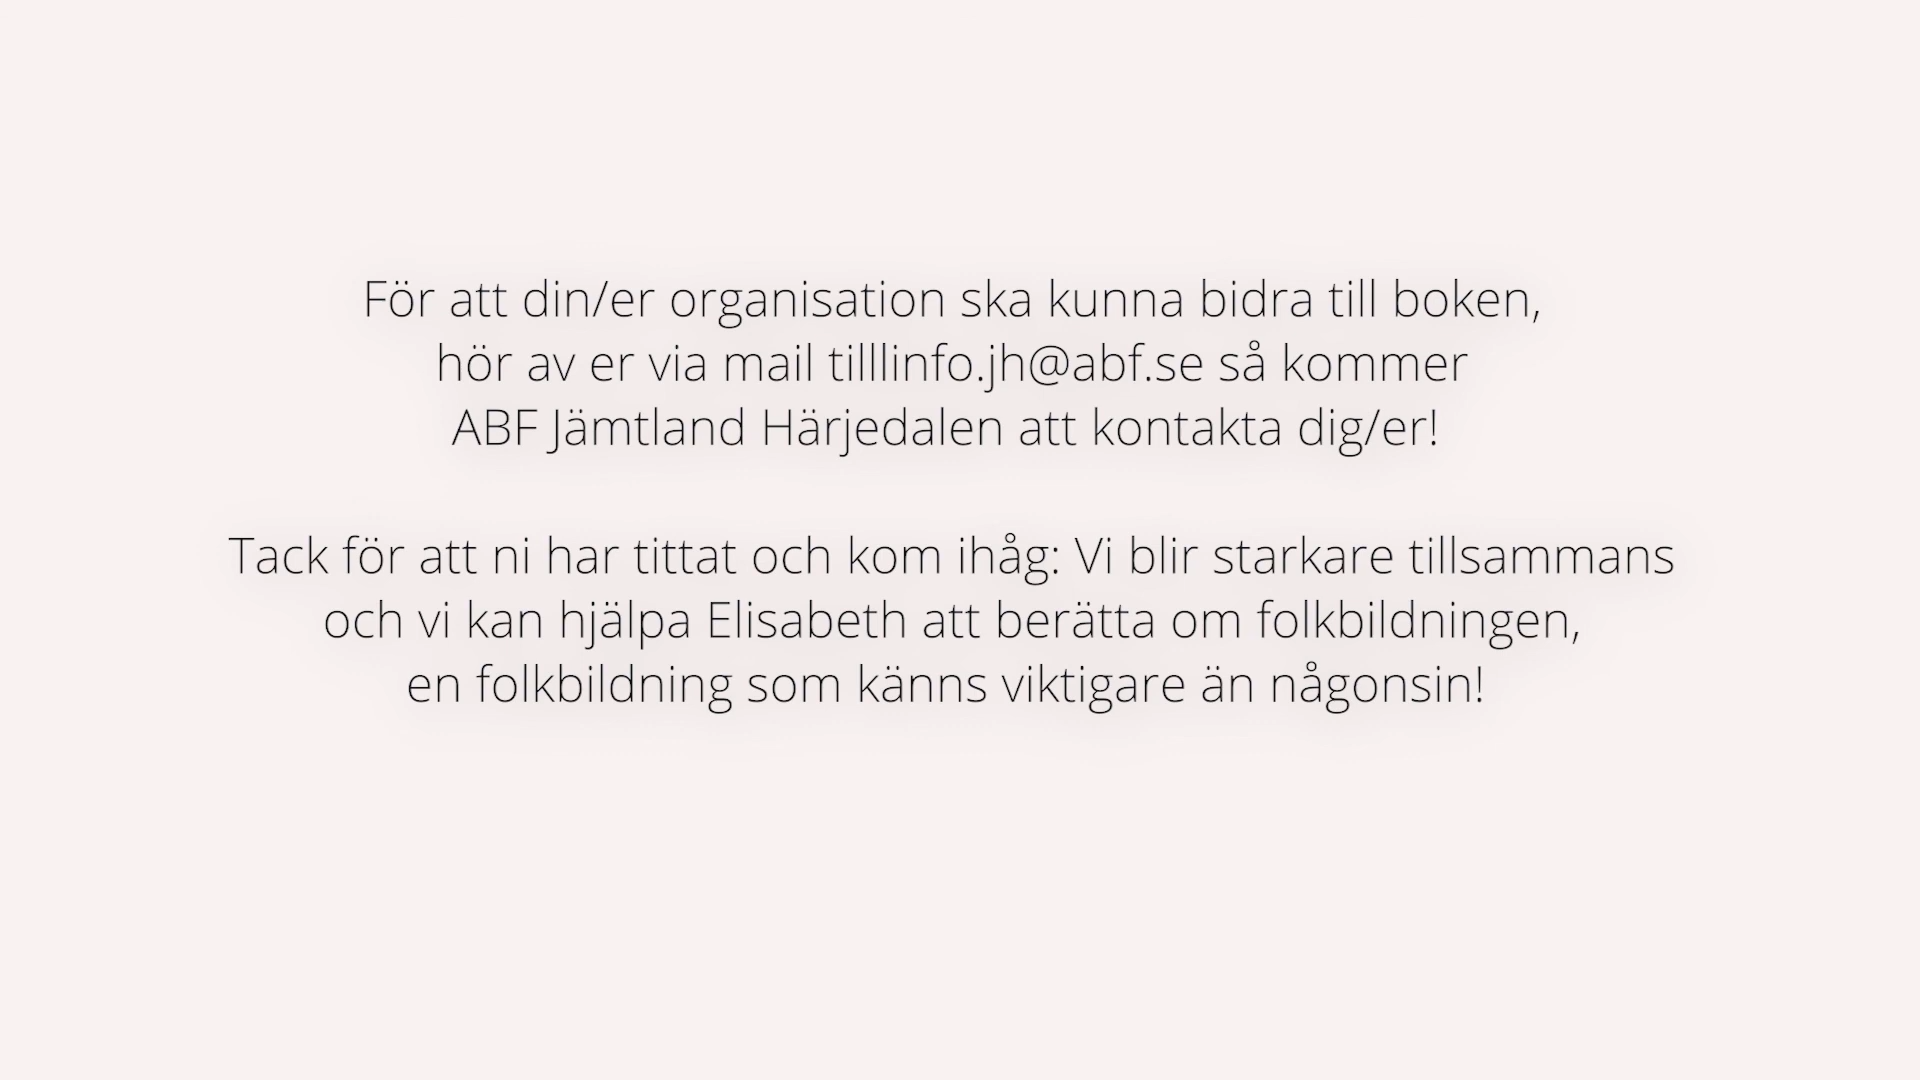 För att din/er organisation ska kunna bidra till boken,
hör av er via mail tilllinfo.jh@abf.se så kommer
ABF Jämtland Härjedalen att kontakta dig/er!
Tack för att ni har tittat och kom ihåg: Vi blir starkare tillsammans
och vi kan hjälpa Elisabeth att berätta om folkbildningen,
en folkbildning som känns viktigare än någonsin!